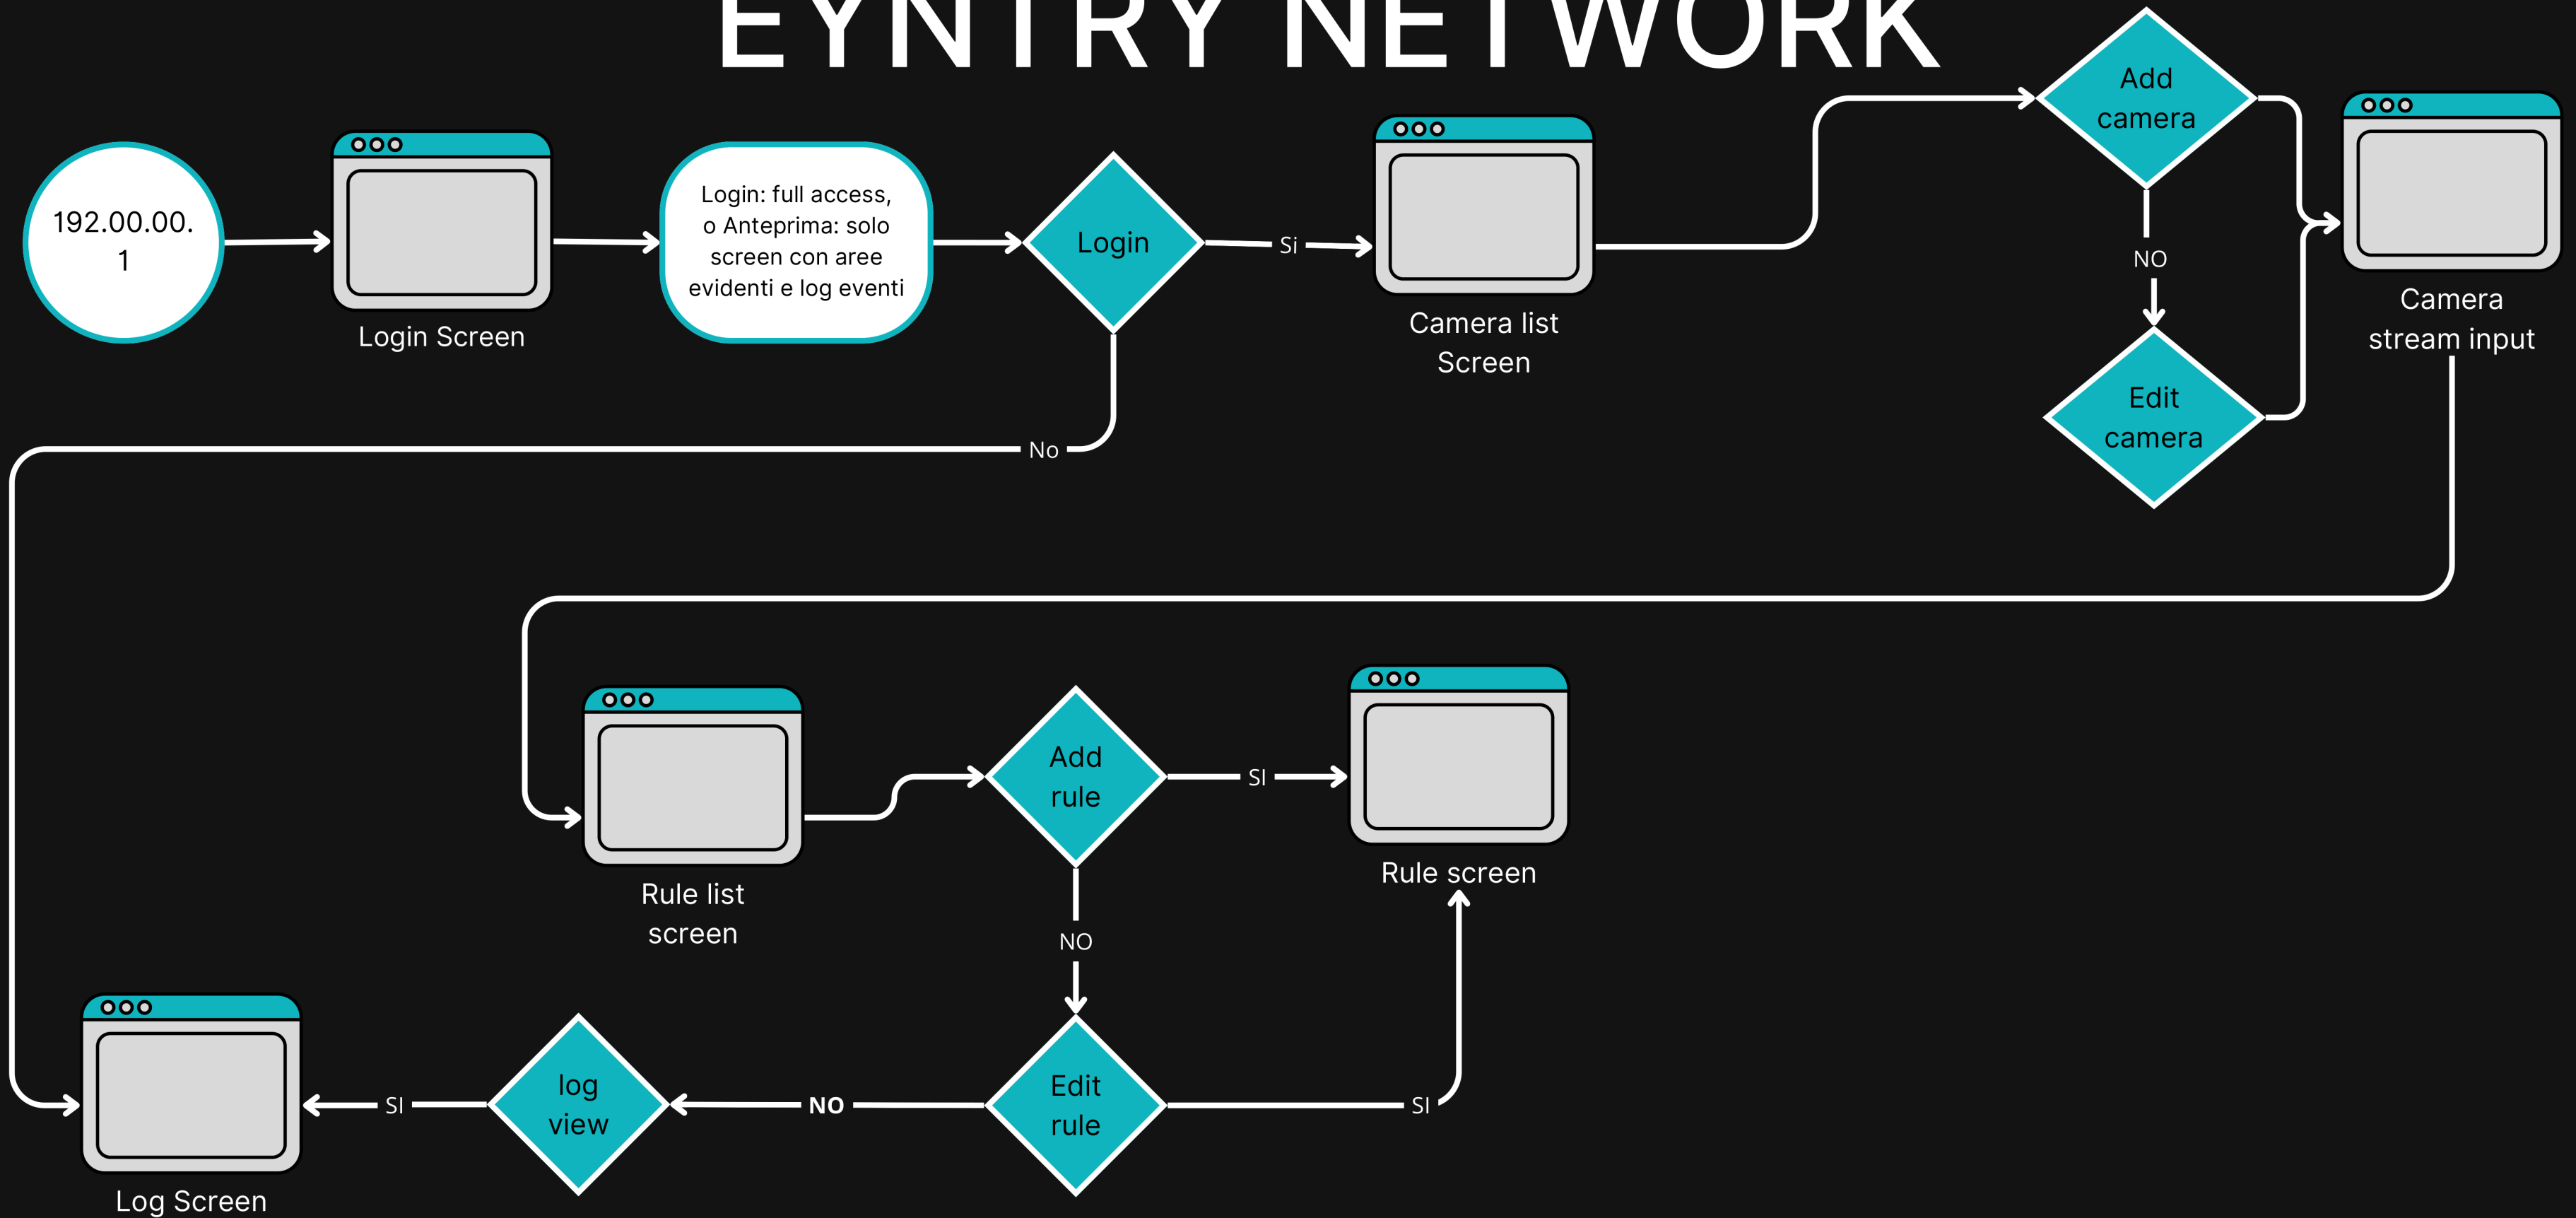 EYNTRY NETWORK
Add
camera
192.00.00.
1
Login Screen
Login: full access,
o Anteprima: solo
screen con aree
evidenti e log eventi
Login
Si
Camera list
Screen
NO
Camera
stream input
Edit
camera
No
Rule list
screen
Add
rule
SI
Rule screen
NO
Log Screen
SI
log
view
NO
Edit
rule
SI